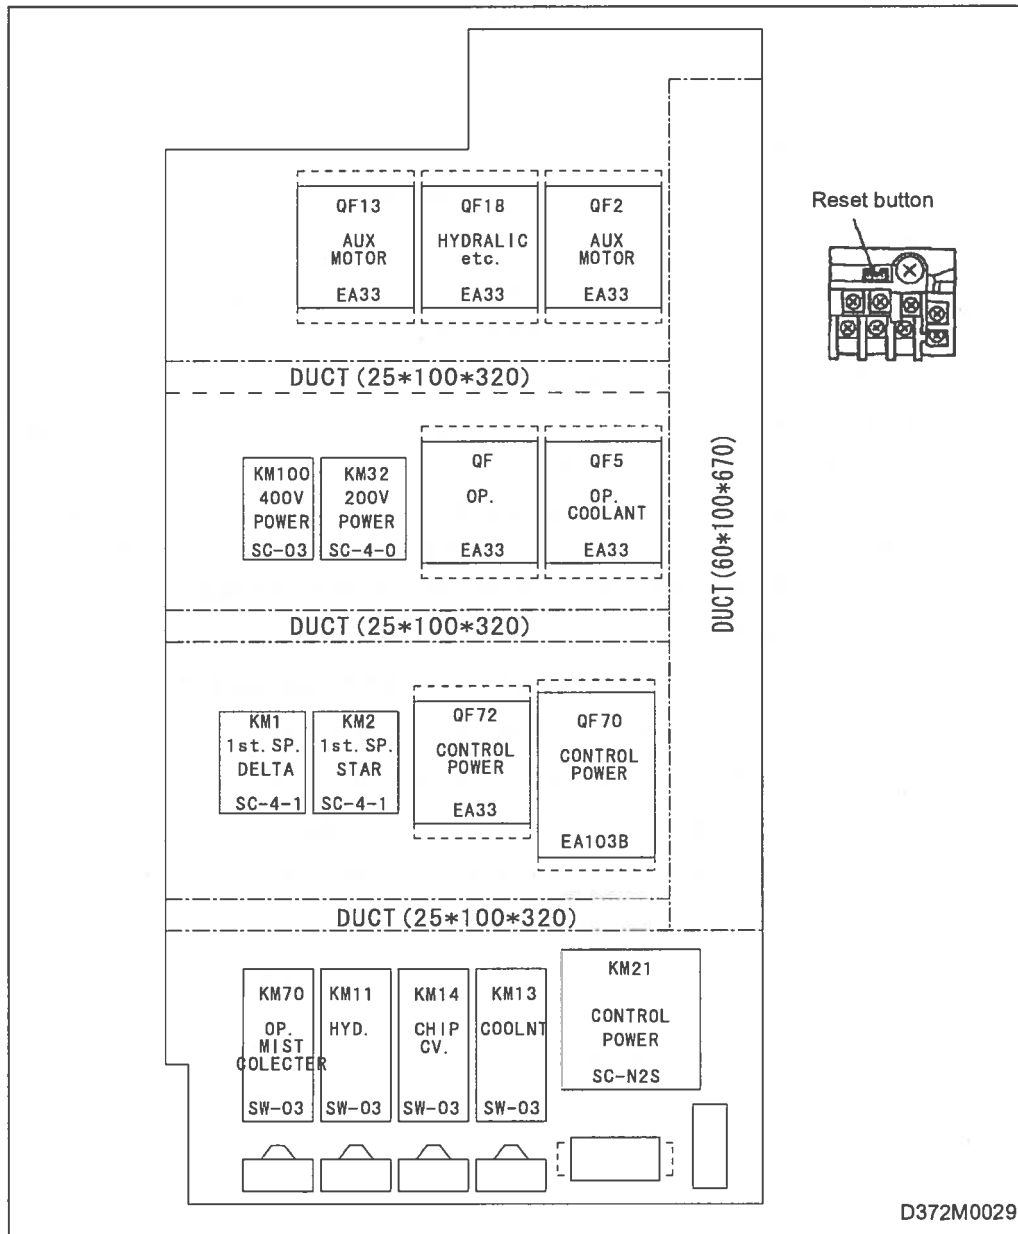 QF13
AUX
MOTOR
EA33
QF18
HYDRALIC
etc.
EA33
QF2
AUX
MOTOR
EA33
Reset button
DUCT (25*100*320)
KM100
400V
POWER
SC-03
KM32
200V
POWER
SC-4-0
QF
OP.
EA33
QF5
OP.
COOLANT
EA33
DUCT (60*100*670)
DUCT (25*100*320)
KM1
1st. SP.
DELTA
SC-4-1
KM2
1st. SP.
STAR
SC-4-1
QF72
CONTROL
POWER
EA33
QF70
CONTROL
POWER
EA103B
DUCT (25*100*320)
KM70
OP.
MIST
COLECTER
SW-03
KM11
HYD.
SW-03
KM14
CHIP
CV.
SW-03
KM13
COOLNT
SW-03
KM21
CONTROL
POWER
SC-N2S
D372M0029